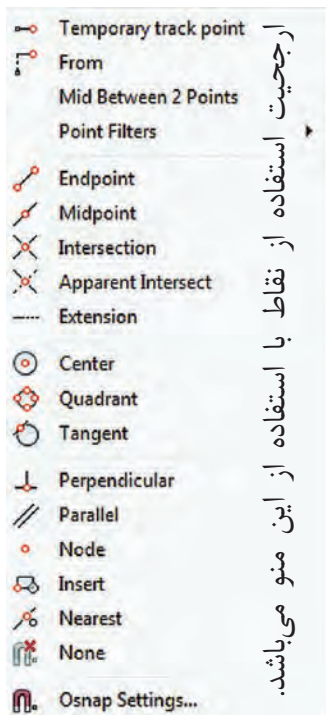 Temporary track point
From
Mid Between 2 Points
Point Filters
Endpoint
Midpoint
Intersection
Apparent Intersect
Extension
Center
Quadrant
Tangent
Perpendicular
Parallel
Node
Insert
Nearest
None
Osnap Settings...
ارجحیت استفاده از نقاط با استفاده از این منو می‌باشد.